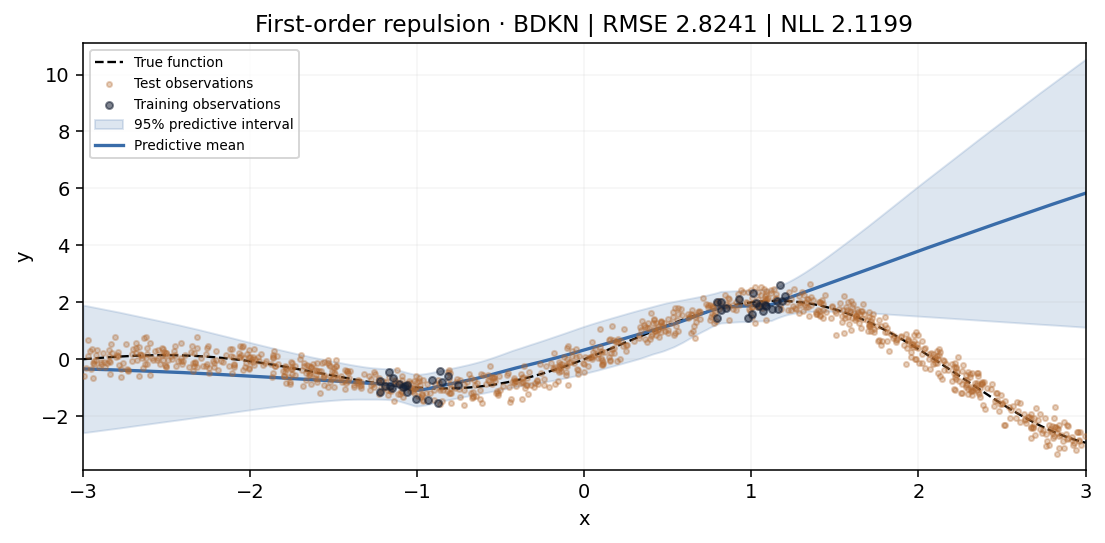 First-order repulsion · BDKN | RMSE 2.8241 | NLL 2.1199
True function
Test observations
Training observations
95% predictive interval
Predictive mean
10
8
6
4
2
0
−2
y
−3
−2
−1
0
1
2
3
x